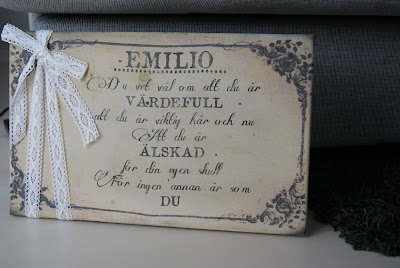 EMILIO
Du vet väl om att du är
VÄRDEFULL
att du är viktig här och nu
Att du är
ÄLSKAD
för din egen skull
För ingen annan är som
DU